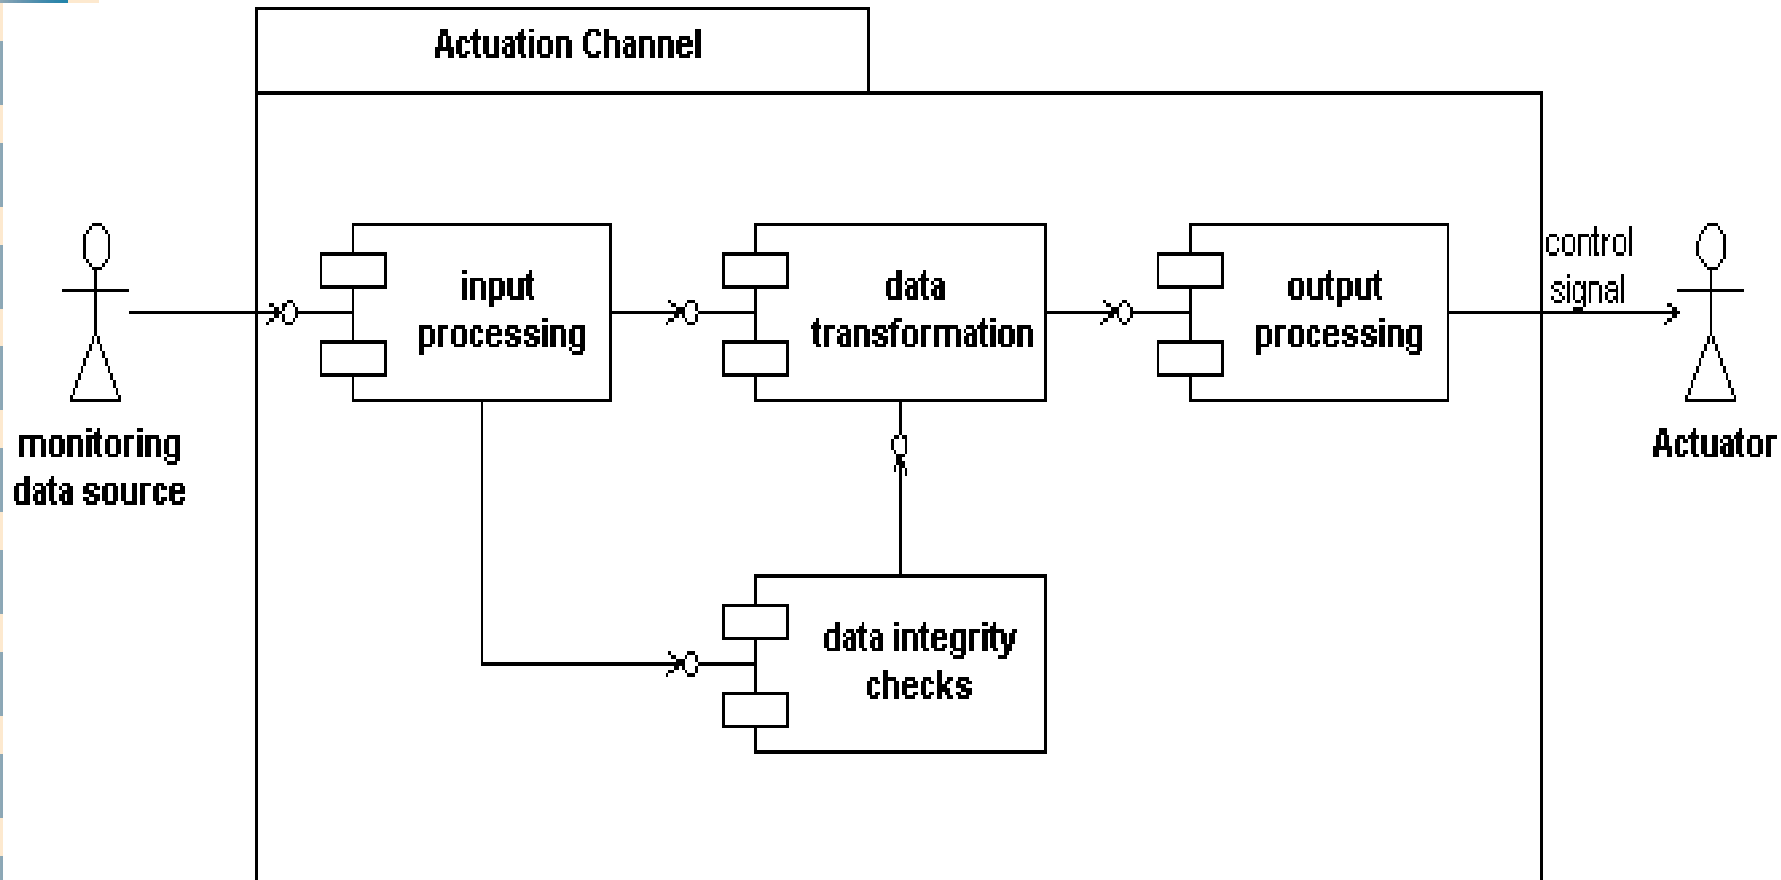 Actuation Channel
input
processing
data
transformation
output
processing
control
signal
monitoring
data source
Actuator
data integrity
checks